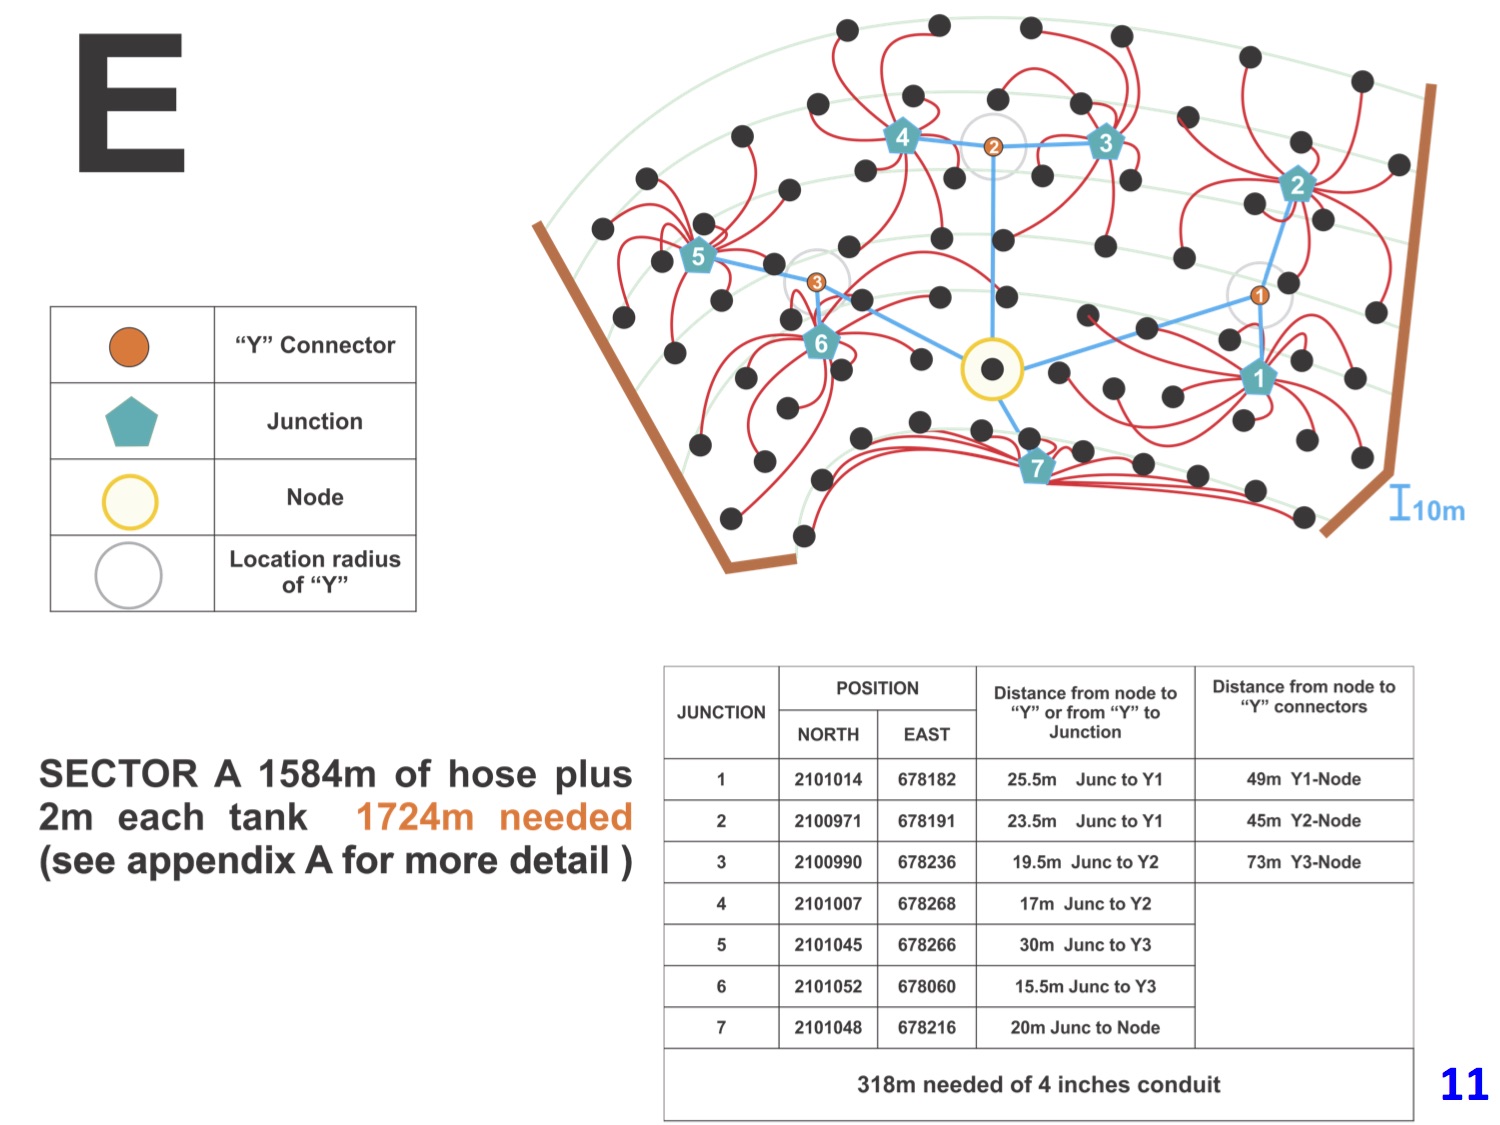 E
4
2
3
2
5
3
1
6
1
7
10m
"Y" Connector
Junction
Node
Location radius
of "Y"
SECTOR A 1584m of hose plus
2m each tank 1724m needed
(see appendix A for more detail )
JUNCTION
POSITION
NORTH EAST
Distance from node to
"Y" or from "Y" to
Junction
Distance from node to
"Y" connectors
1 2101014 678182 25.5m Junc to Y1 49m Y1-Node
2 2100971 678191 23.5m Junc to Y1 45m Y2-Node
3 2100990 678236 19.5m Junc to Y2 73m Y3-Node
4 2101007 678268 17m Junc to Y2
5 2101045 678266 30m Junc to Y3
6 2101052 678060 15.5m Junc to Y3
7 2101048 678216 20m Junc to Node
318m needed of 4 inches conduit
11